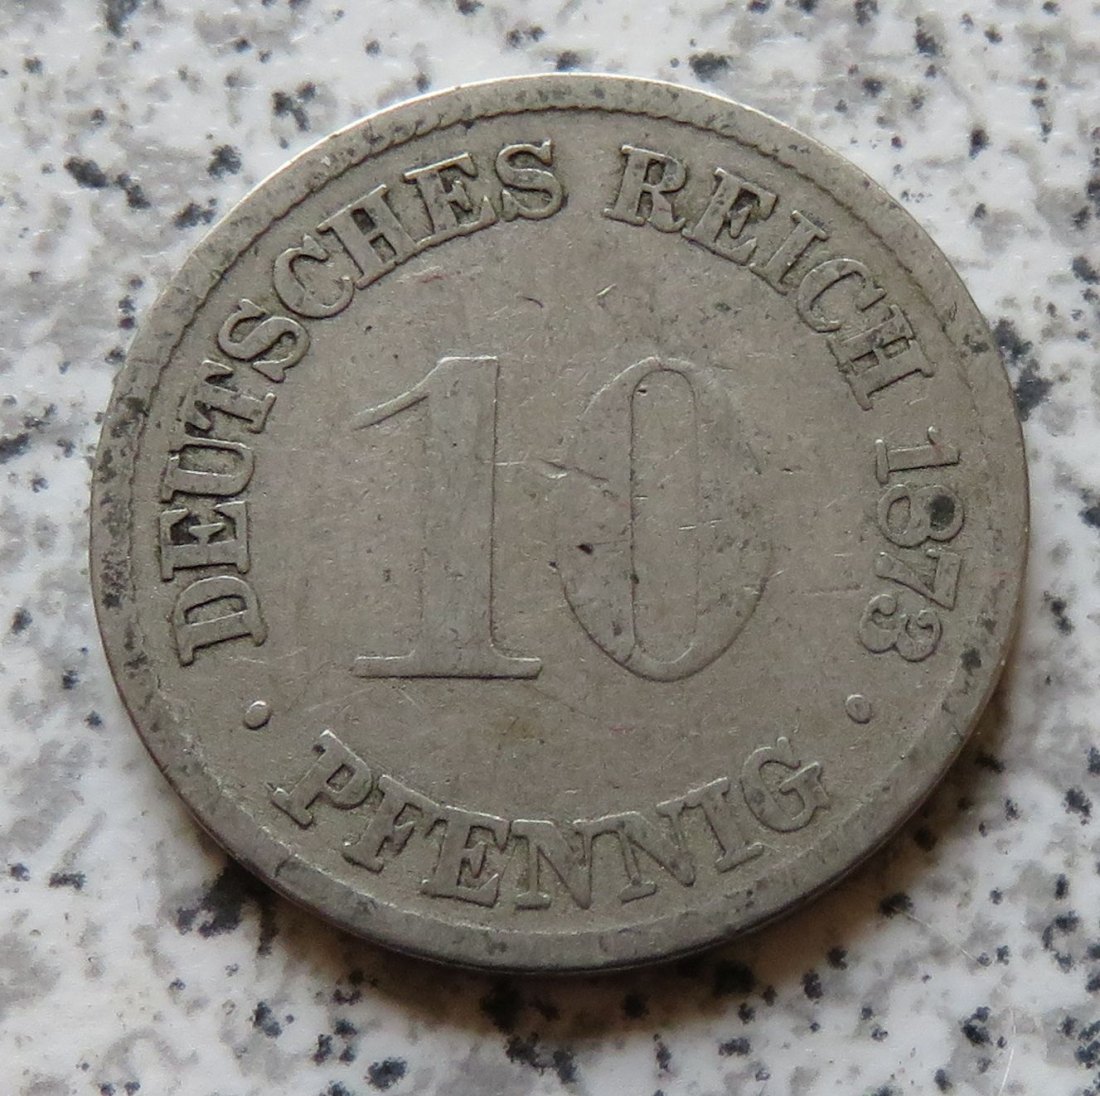 DEUTSCHES REICH 1873
10
· PFENNIG ·